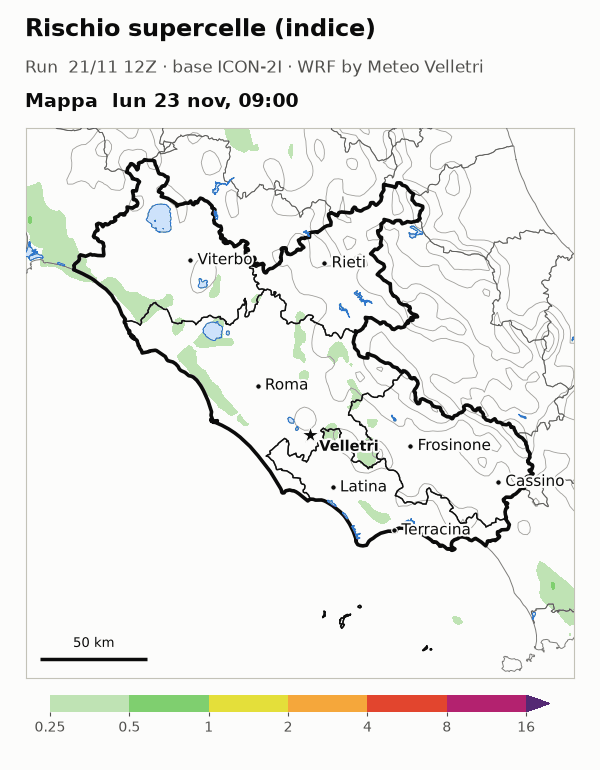 Rischio supercelle (indice)
Run  21/11 12Z · base ICON-2I · WRF by Meteo Velletri
Mappa  lun 23 nov, 09:00
Viterbo
Rieti
Roma
Velletri
Frosinone
Cassino
Latina
Terracina
50 km
0.25 0.5 1 2 4 8 16